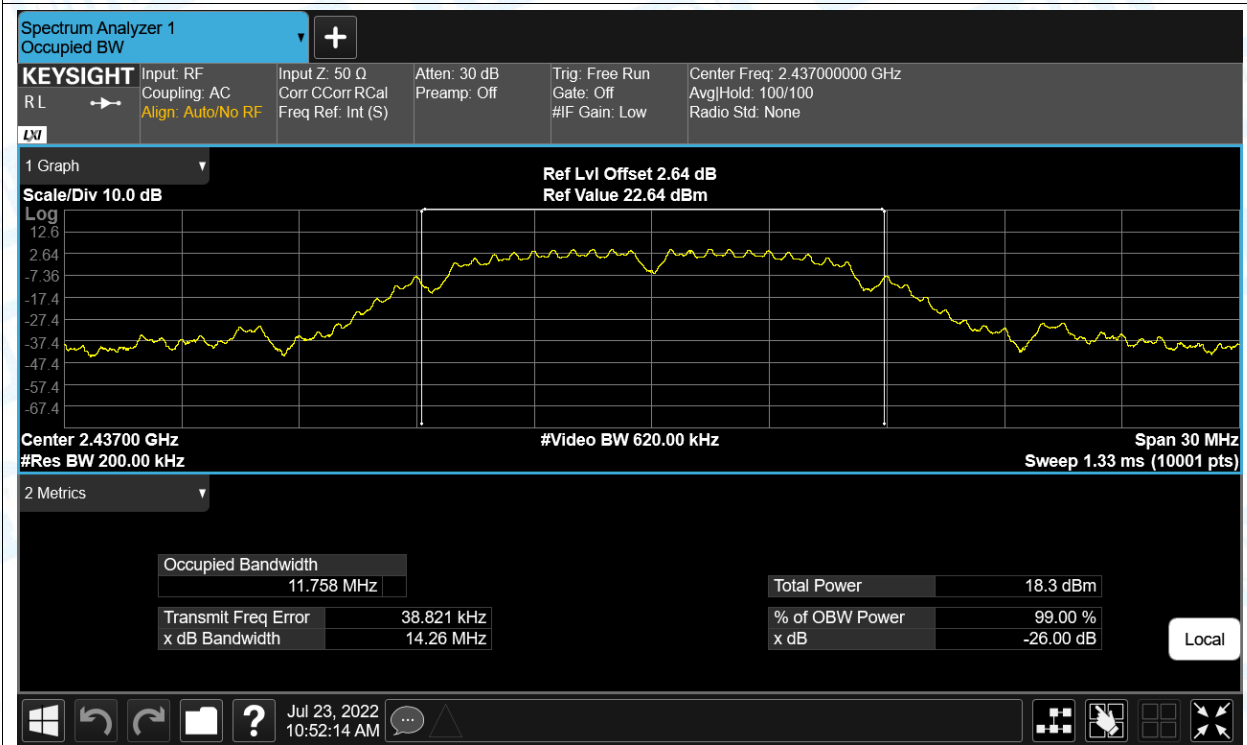 Spectrum Analyzer 1
Occupied BW
KEYSIGHT
R L
LXI
Input: RF
Coupling: AC
Align: Auto/No RF
Input Z: 50 Ω
Corr CCorr RCal
Freq Ref: Int (S)
Atten: 30 dB
Preamp: Off
Trig: Free Run
Gate: Off
#IF Gain: Low
Center Freq: 2.437000000 GHz
Avg|Hold: 100/100
Radio Std: None
1 Graph
Ref Lvl Offset 2.64 dB
Scale/Div 10.0 dB
Ref Value 22.64 dBm
Log
12.6
2.64
-7.36
-17.4
-27.4
-37.4
-47.4
-57.4
-67.4
Center 2.43700 GHz
#Video BW 620.00 kHz
Span 30 MHz
#Res BW 200.00 kHz
Sweep 1.33 ms (10001 pts)
2 Metrics
Occupied Bandwidth
11.758 MHz
Total Power 18.3 dBm
Transmit Freq Error 38.821 kHz
% of OBW Power 99.00 %
x dB Bandwidth 14.26 MHz
x dB -26.00 dB
Local
?
Jul 23, 2022
10:52:14 AM